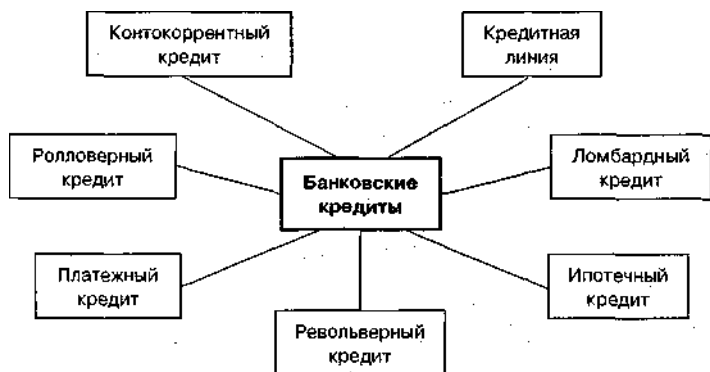 Контокоррентный
кредит
Кредитная
линия
Ролловерный
кредит
Банковские
кредиты
Ломбардный
кредит
Платежный
кредит
Ипотечный
кредит
Револьверный
кредит